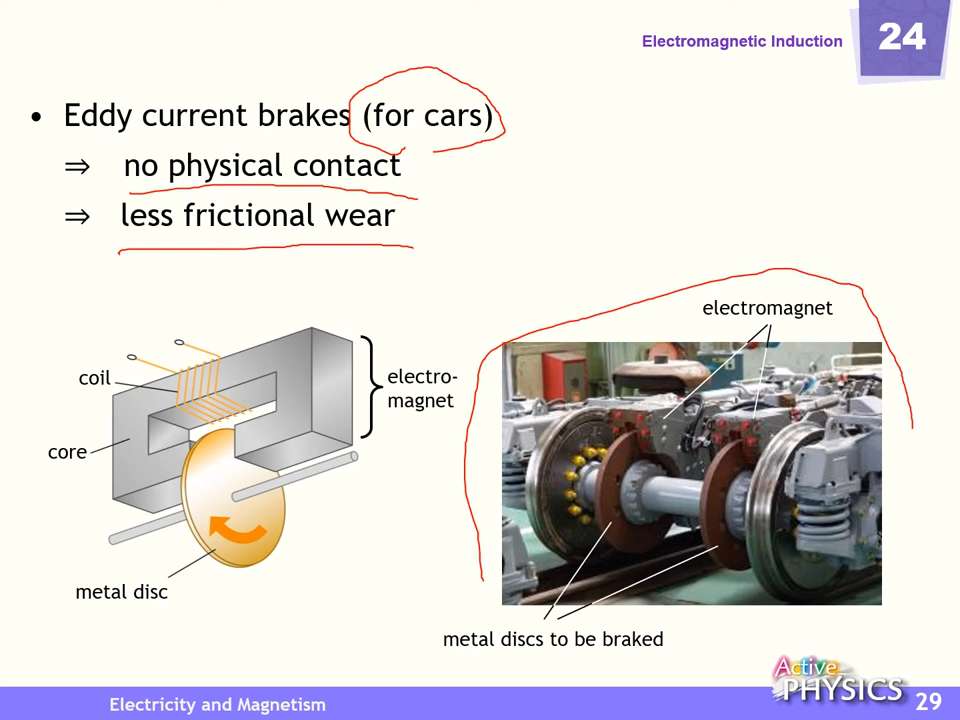 Electromagnetic Induction
24
• Eddy current brakes (for cars)
⇒ no physical contact
⇒ less frictional wear
electromagnet
coil
electro-
magnet
core
metal disc
metal discs to be braked
Active
PHYSICS
Electricity and Magnetism
29